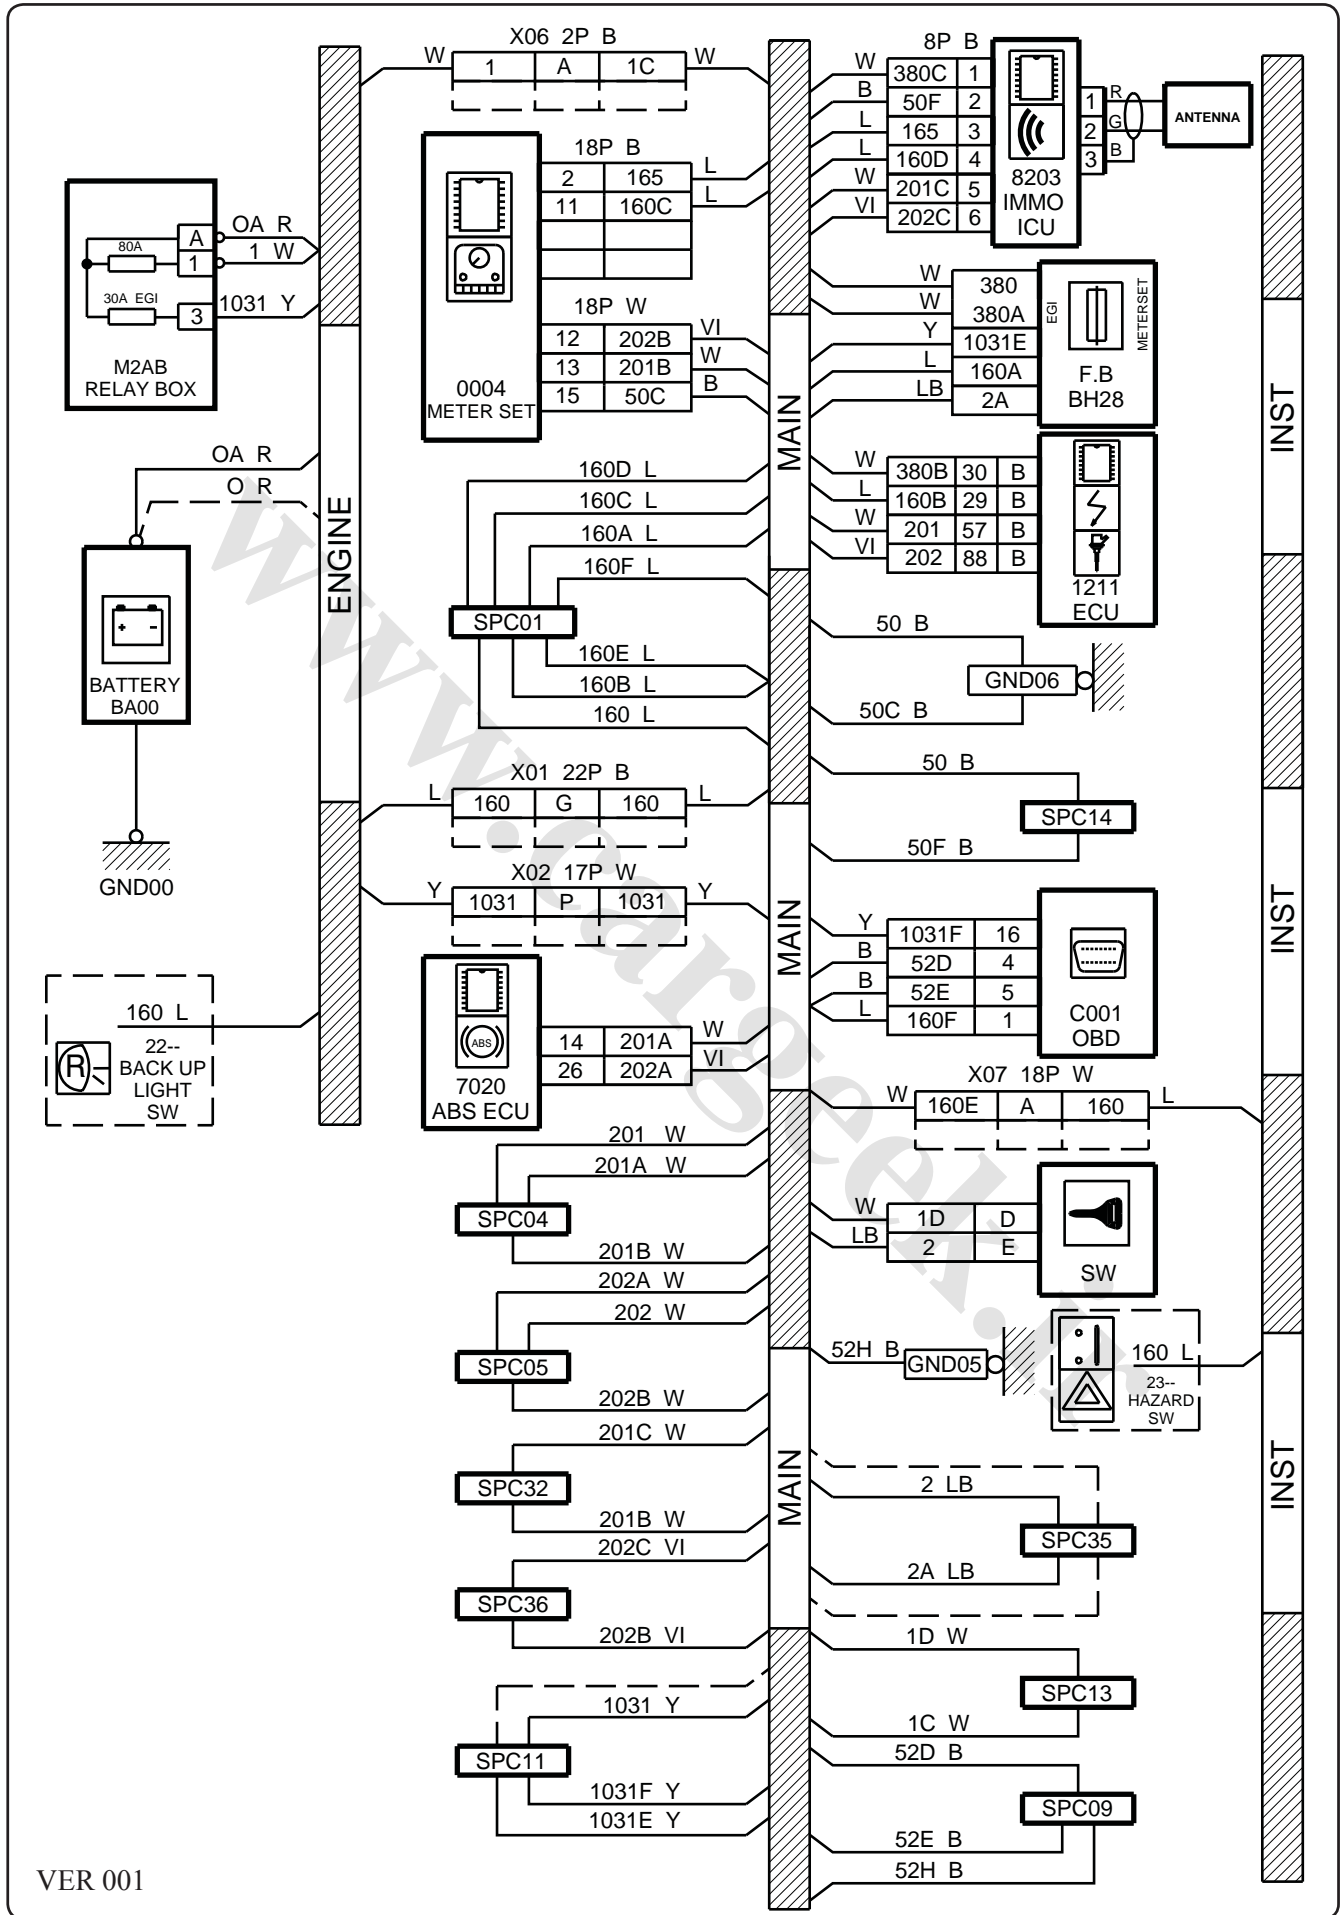 X06 2P B
W 1 A 1C W
18P B
2 165 L
11 160C L
18P W
12 202B VI
13 201B W
15 50C B
0004
METER SET
80A
A OA R
1 1 W
30A EGI
3 1031 Y
M2AB
RELAY BOX
OA R
O R
+ -
BATTERY
BA00
GND00
ENGINE
160 L
R
22--
BACK UP
LIGHT
SW
160D L
160C L
160A L
160F L
SPC01
160E L
160B L
160 L
X01 22P B
L 160 G 160 L
X02 17P W
Y 1031 P 1031 Y
ABS
7020
ABS ECU
14 201A W
26 202A VI
201 W
201A W
SPC04
201B W
202A W
202 W
SPC05
202B W
201C W
SPC32
201B W
202C VI
SPC36
202B VI
1031 Y
SPC11
1031F Y
1031E Y
MAIN
MAIN
MAIN
8P B
W 380C 1
B 50F 2
L 165 3
L 160D 4
W 201C 5
VI 202C 6
8203
IMMO
ICU
1 R
2 G
3 B
ANTENNA
W 380
W 380A
Y 1031E
L 160A
LB 2A
EGI
METERSET
F.B
BH28
W 380B 30 B
L 160B 29 B
W 201 57 B
VI 202 88 B
1211
ECU
50 B
GND06
50C B
50 B
SPC14
50F B
Y 1031F 16
B 52D 4
B 52E 5
L 160F 1
C001
OBD
X07 18P W
W 160E A 160 L
W 1D D
LB 2 E
SW
52H B GND05
160 L
23--
HAZARD
SW
2 LB
SPC35
2A LB
1D W
SPC13
1C W
52D B
SPC09
52E B
52H B
INST
INST
INST
www.cargeek.ir
VER 001